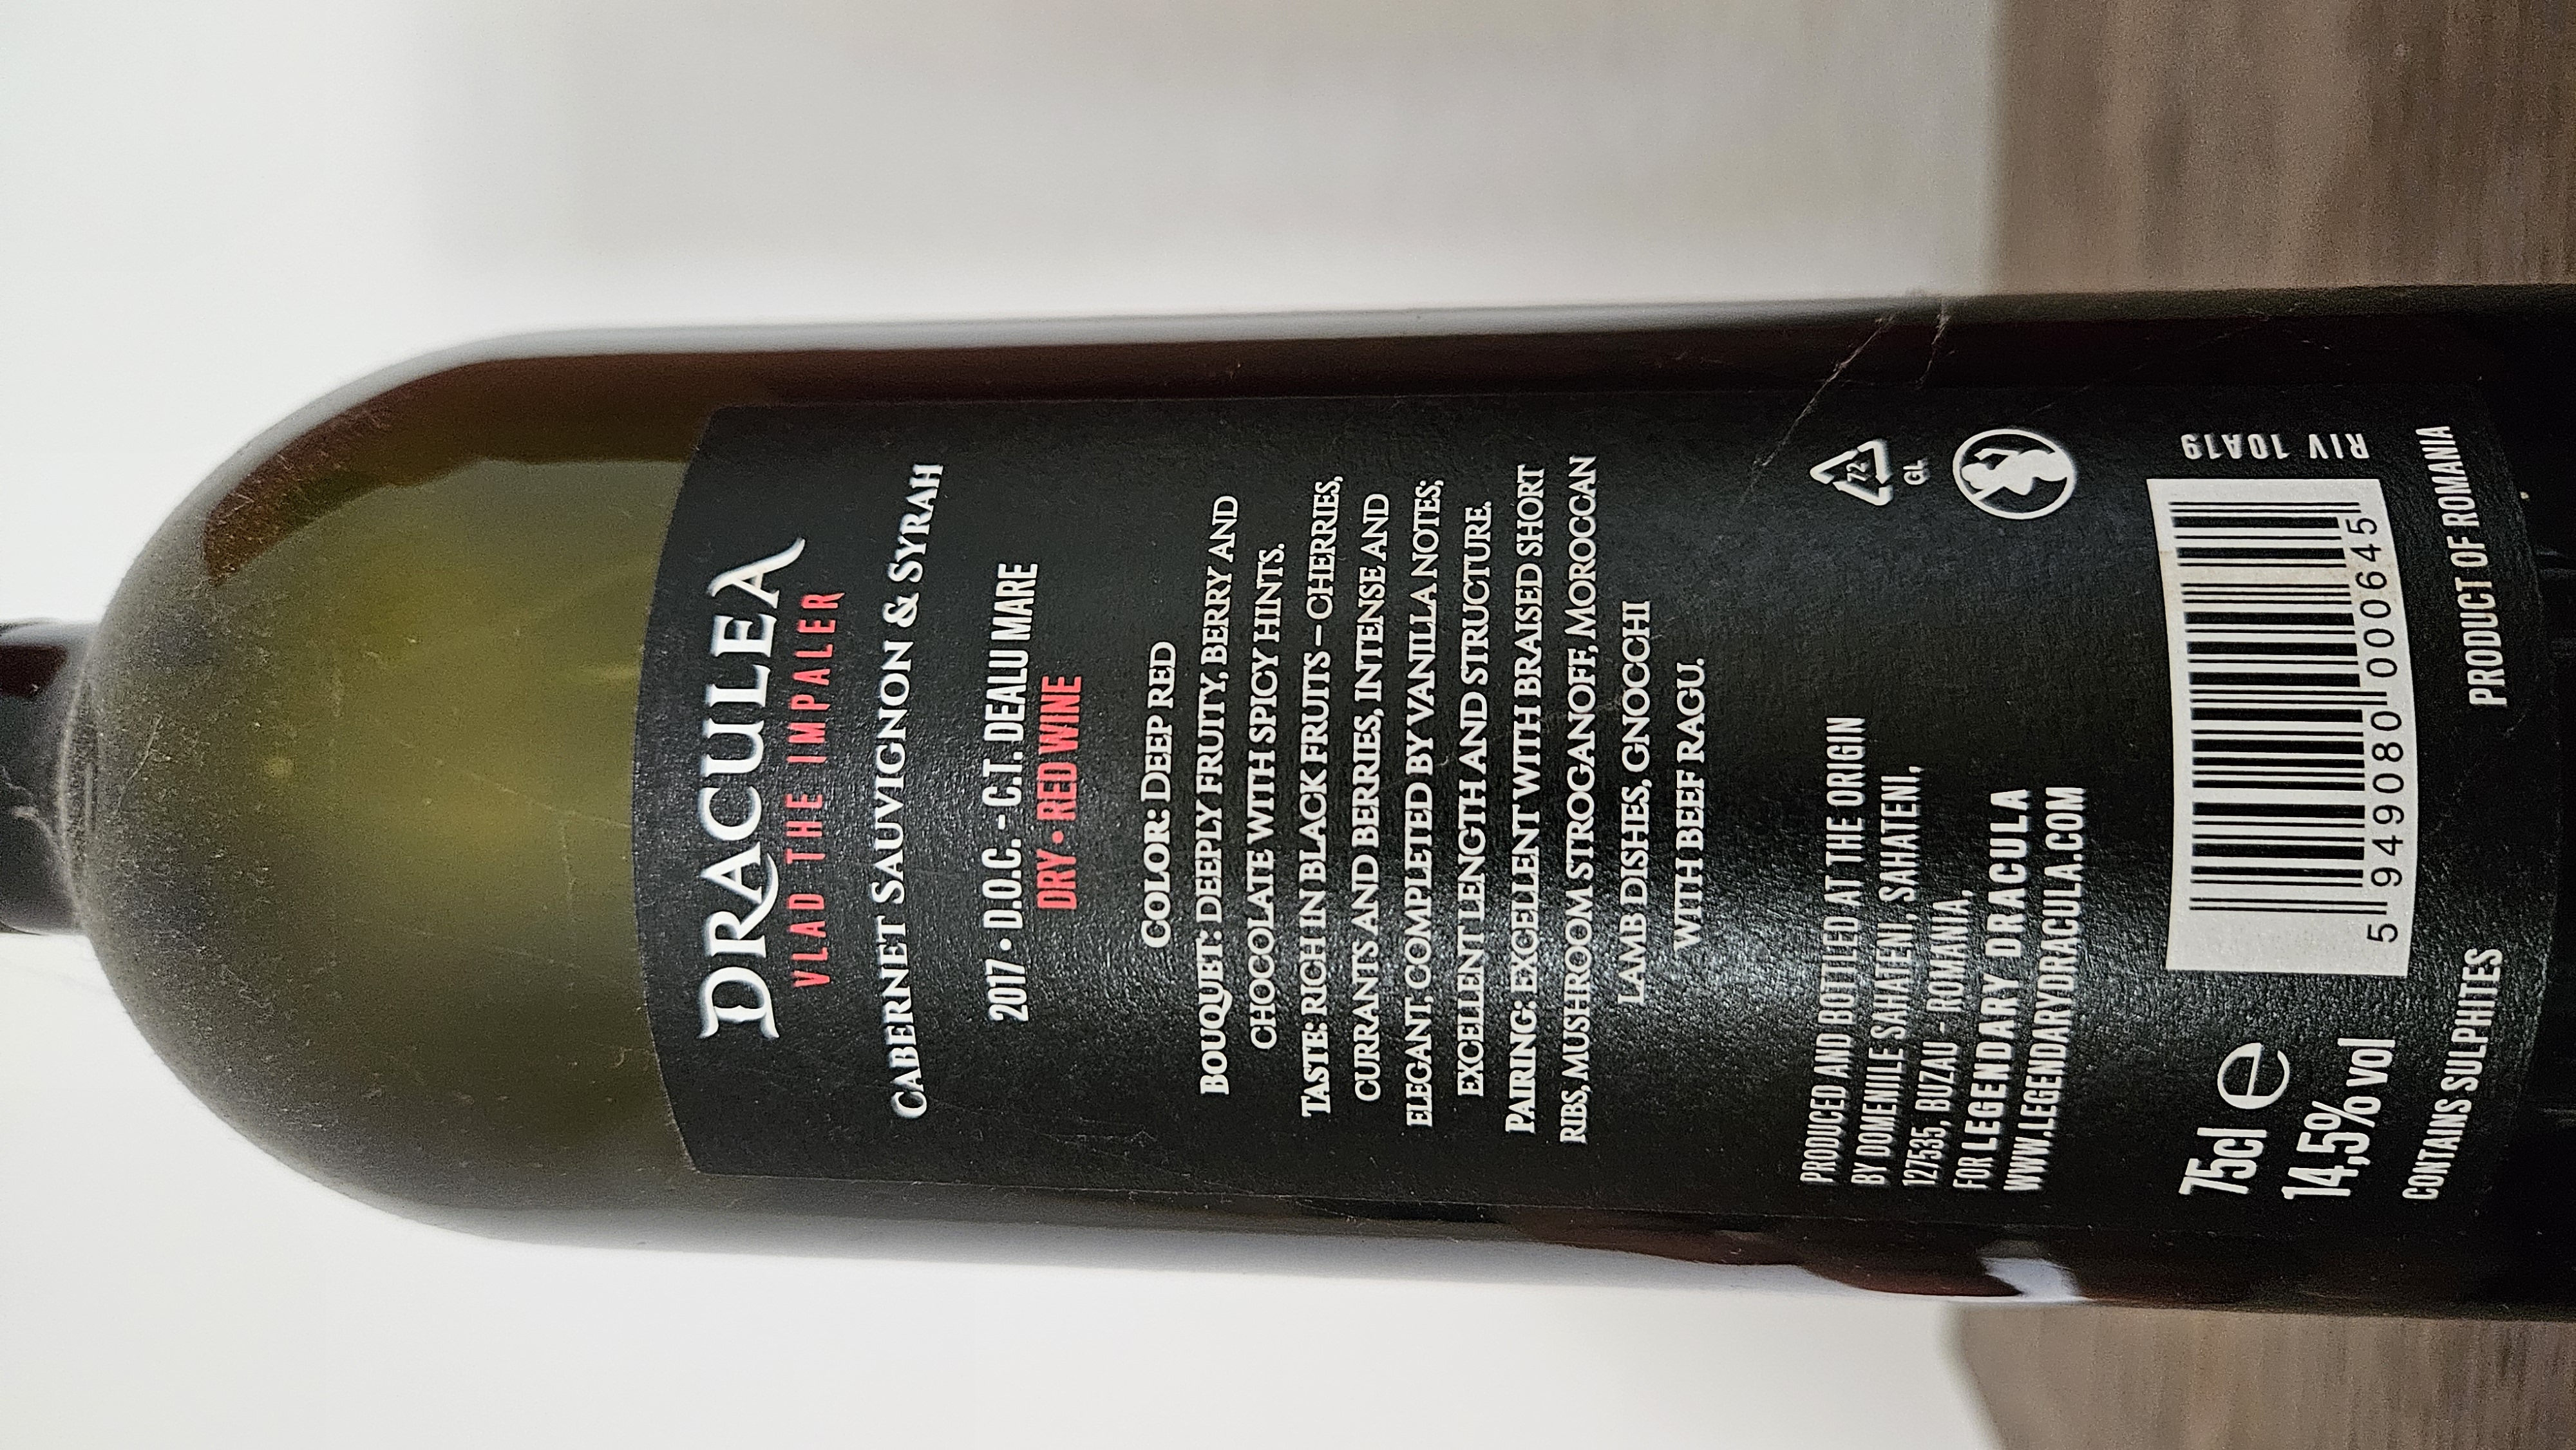 DRACULEA
VLAD THE IMPALER
CABERNET SAUVIGNON & SYRAH
2017 • D.O.C. - C.T. DEALU MARE
DRY • RED WINE
COLOR: DEEP RED
BOUQUET: DEEPLY FRUITY, BERRY AND
CHOCOLATE WITH SPICY HINTS.
TASTE: RICH IN BLACK FRUITS – CHERRIES,
CURRANTS AND BERRIES, INTENSE AND
ELEGANT, COMPLETED BY VANILLA NOTES;
EXCELLENT LENGTH AND STRUCTURE.
PAIRING: EXCELLENT WITH BRAISED SHORT
RIBS, MUSHROOM STROGANOFF, MOROCCAN
LAMB DISHES, GNOCCHI
WITH BEEF RAGU.
PRODUCED AND BOTTLED AT THE ORIGIN
BY DOMENIILE SAHATENI, SAHATENI,
127535, BUZAU - ROMANIA,
FOR LEGENDARY DRACULA
WWW.LEGENDARYDRACULA.COM
72
GL
75cl e
14,5% vol
CONTAINS SULPHITES
5 949080 000645
RIV 10A19
PRODUCT OF ROMANIA